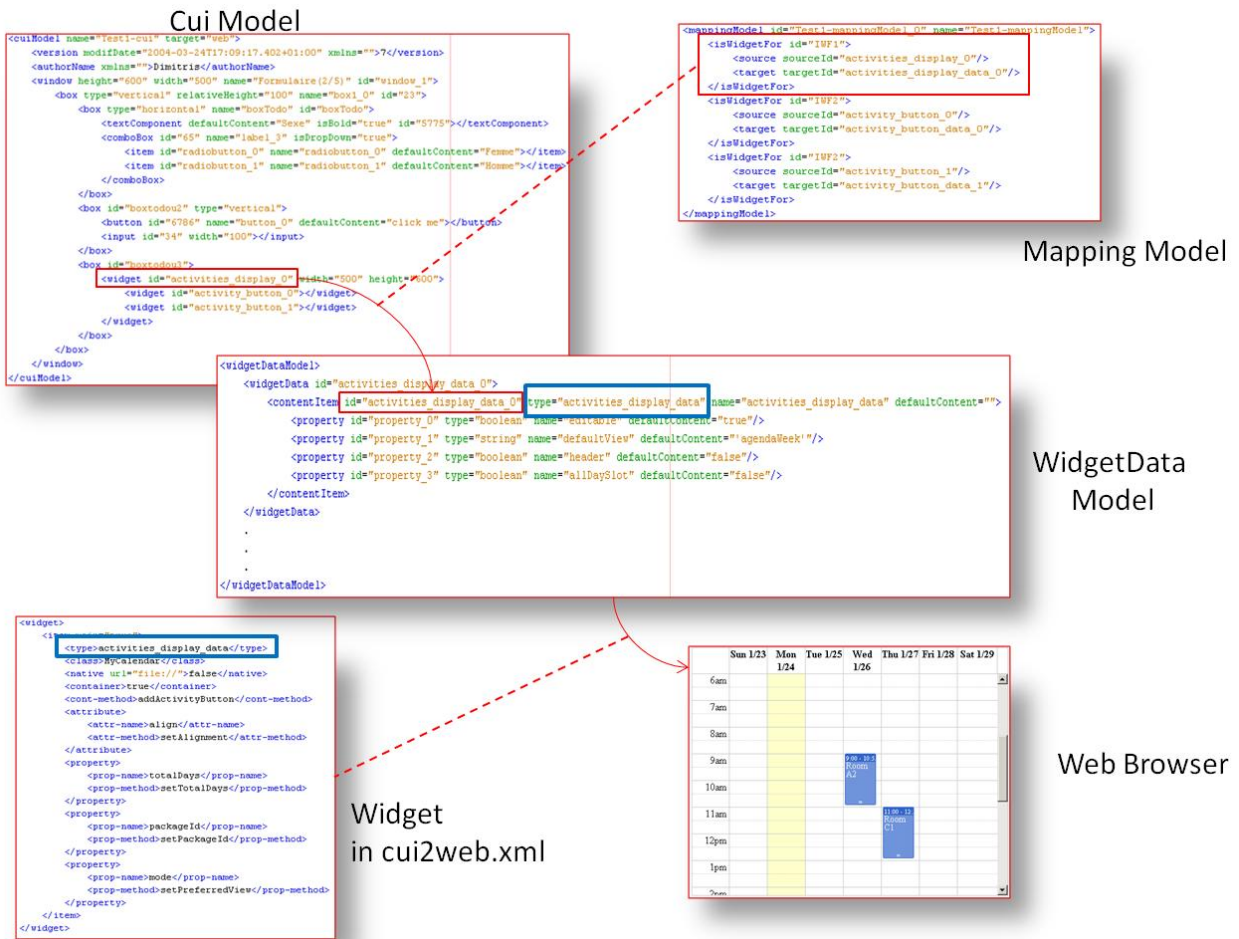 Cui Model
<cuiModel name="Test1-cui" target="web">
<version modifDate="2004-03-24T17:09:17.402+01:00" xmlns="">7</version>
<authorName xmlns="">Dimitris</authorName>
<window height="600" width="500" name="Formulaire(2/5)" id="window_1">
<box type="vertical" relativeHeight="100" name="box1_0" id="23">
<box type="horizontal" name="boxTodo" id="boxTodo">
<textComponent defaultContent="Sexe" isBold="true" id="5775"></textComponent>
<comboBox id="65" name="label_3" isDropDown="true">
<item id="radiobutton_0" name="radiobutton_0" defaultContent="Femme"></item>
<item id="radiobutton_1" name="radiobutton_1" defaultContent="Homme"></item>
</comboBox>
</box>
<box id="boxtodou2" type="vertical">
<button id="6786" name="button_0" defaultContent="click me"></button>
<input id="34" width="100"></input>
</box>
<box id="boxtodou3">
<widget id="activities_display_0" width="500" height="600">
<widget id="activity_button_0"></widget>
<widget id="activity_button_1"></widget>
</widget>
</box>
</box>
</window>
</cuiModel>
<mappingModel id="Test1-mappingModel_0" name="Test1-mappingModel">
<isWidgetFor id="IWF1">
<source sourceId="activities_display_0"/>
<target targetId="activities_display_data_0"/>
</isWidgetFor>
<isWidgetFor id="IWF2">
<source sourceId="activity_button_0"/>
<target targetId="activity_button_data_0"/>
</isWidgetFor>
<isWidgetFor id="IWF2">
<source sourceId="activity_button_1"/>
<target targetId="activity_button_data_1"/>
</isWidgetFor>
</mappingModel>
Mapping Model
<widgetDataModel>
<widgetData id="activities_display_data_0">
<contentItem id="activities_display_data_0" type="activities_display_data" name="activities_display_data" defaultContent="">
<property id="property_0" type="boolean" name="editable" defaultContent="true"/>
<property id="property_1" type="string" name="defaultView" defaultContent="'agendaWeek'"/>
<property id="property_2" type="boolean" name="header" defaultContent="false"/>
<property id="property_3" type="boolean" name="allDaySlot" defaultContent="false"/>
</contentItem>
</widgetData>
.
.
.
</widgetDataModel>
WidgetData
Model
<widget>
<type>activities_display_data</type>
<class>MyCalendar</class>
<native url="file://">false</native>
<container>true</container>
<cont-method>addActivityButton</cont-method>
<attribute>
<attr-name>align</attr-name>
<attr-method>setAlignment</attr-method>
</attribute>
<property>
<prop-name>totalDays</prop-name>
<prop-method>setTotalDays</prop-method>
</property>
<property>
<prop-name>packageId</prop-name>
<prop-method>setPackageId</prop-method>
</property>
<property>
<prop-name>mode</prop-name>
<prop-method>setPreferredView</prop-method>
</property>
</item>
</widget>
Widget
in cui2web.xml
Sun 1/23 Mon 1/24 Tue 1/25 Wed 1/26 Thu 1/27 Fri 1/28 Sat 1/29
6am
7am
8am
9am
9:00 - 10:3
Room
A2
10am
11am
11:00 - 12
Room
C1
12pm
1pm
2pm
Web Browser